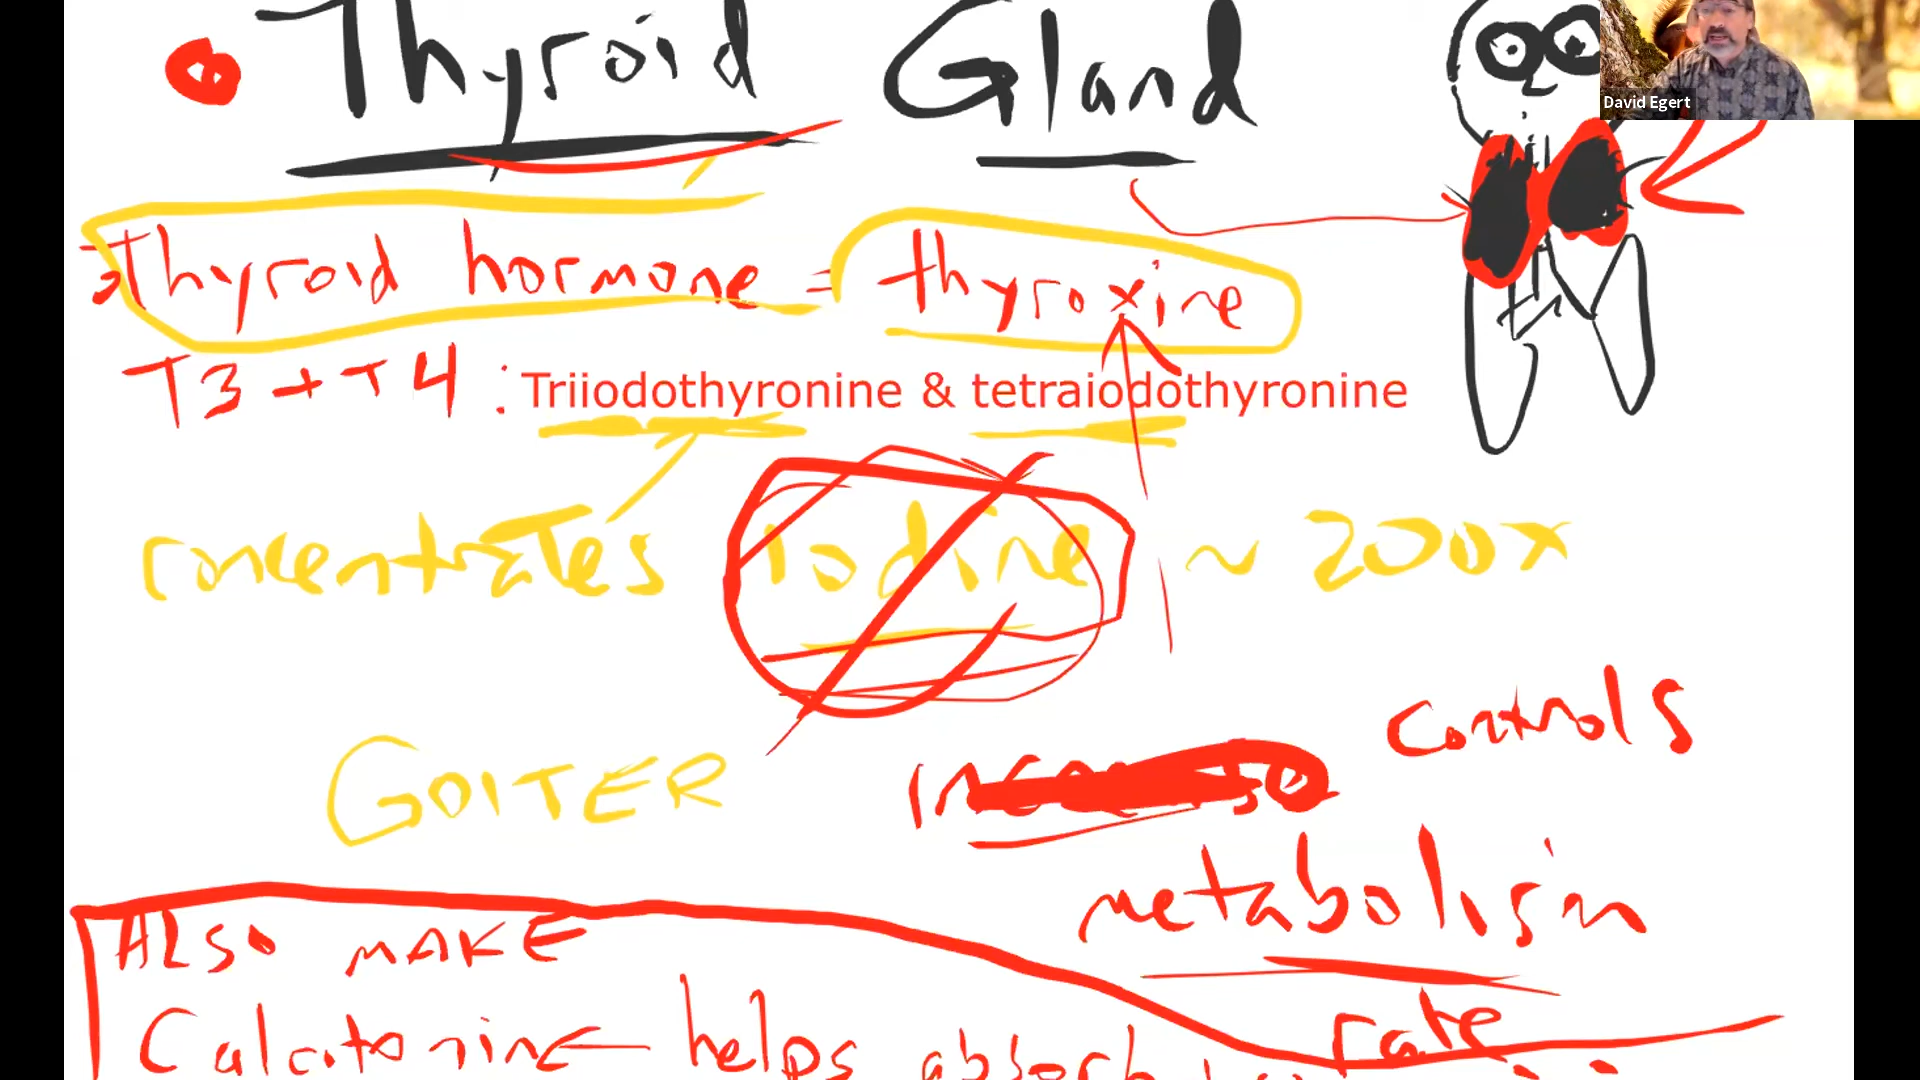 Thyroid Gland
David Egert
Thyroid hormone = thyroxine
T3 + T4 : Triiodothyronine & tetraiodothyronine
concentrates iodine ~ 200x
controls
GOITER
metabolism
rate
ALSO MAKE
Calcitonine helps absorb